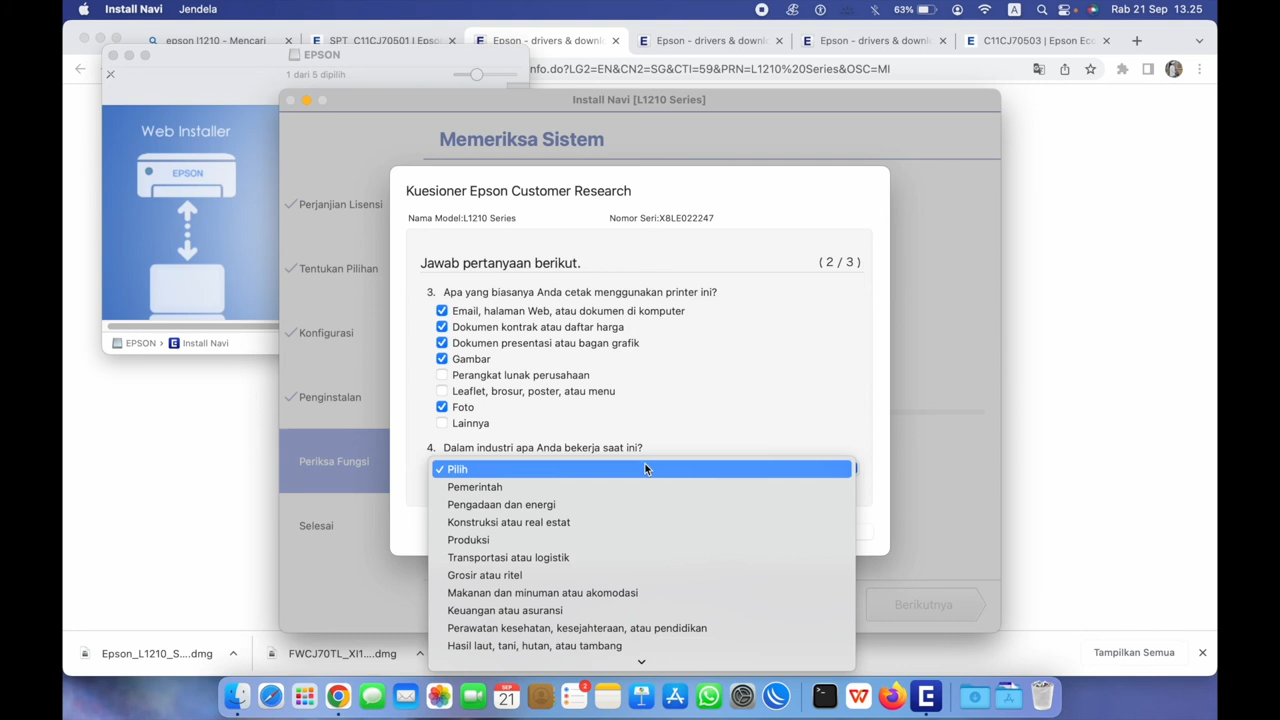 Install Navi Jendela 63% A Rab 21 Sep 13.25
epson l1210 - Mencari SPT_C11CJ70501 | Epson Epson - drivers & downl Epson - drivers & downl Epson - drivers & downl C11CJ70503 | Epson Ec
nfo.do?LG2=EN&CN2=SG&CTI=59&PRN=L1210%20Series&OSC=MI
EPSON
1 dari 5 dipilih
Web Installer
EPSON
EPSON › Install Navi
Install Navi [L1210 Series]
Memeriksa Sistem
Perjanjian Lisensi
Tentukan Pilihan
Konfigurasi
Penginstalan
Periksa Fungsi
Selesai
Kuesioner Epson Customer Research
Nama Model:L1210 Series Nomor Seri:X8LE022247
Jawab pertanyaan berikut. ( 2 / 3 )
3. Apa yang biasanya Anda cetak menggunakan printer ini?
Email, halaman Web, atau dokumen di komputer
Dokumen kontrak atau daftar harga
Dokumen presentasi atau bagan grafik
Gambar
Perangkat lunak perusahaan
Leaflet, brosur, poster, atau menu
Foto
Lainnya
4. Dalam industri apa Anda bekerja saat ini?
✓ Pilih
Pemerintah
Pengadaan dan energi
Konstruksi atau real estat
Produksi
Transportasi atau logistik
Grosir atau ritel
Makanan dan minuman atau akomodasi
Keuangan atau asuransi
Perawatan kesehatan, kesejahteraan, atau pendidikan
Hasil laut, tani, hutan, atau tambang
Berikutnya
Epson_L1210_S....dmg FWCJ70TL_XI1....dmg Tampilkan Semua
SEP
21
2